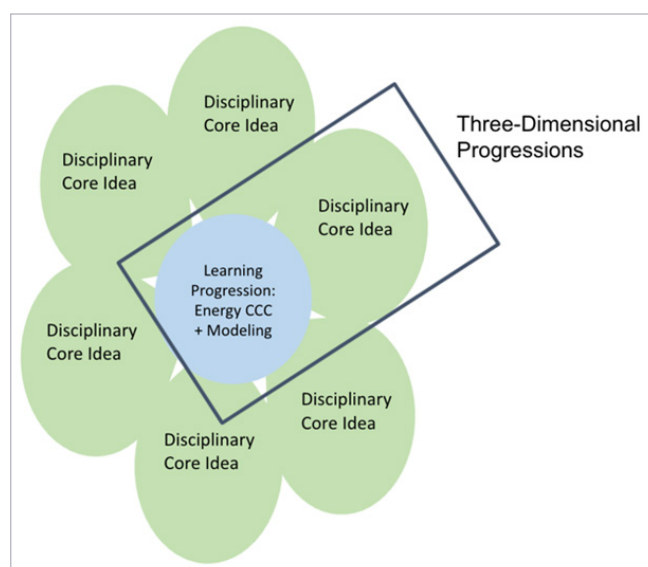 Disciplinary
Core Idea
Three-Dimensional
Progressions
Disciplinary
Core Idea
Disciplinary
Core Idea
Learning
Progression:
Energy CCC
+ Modeling
Disciplinary
Core Idea
Disciplinary
Core Idea
Disciplinary
Core Idea